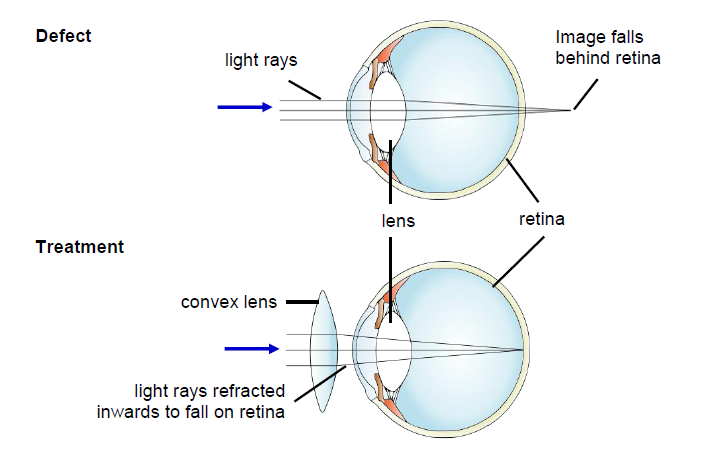 Defect
light rays
Image falls
behind retina
lens
retina
Treatment
convex lens
light rays refracted
inwards to fall on retina